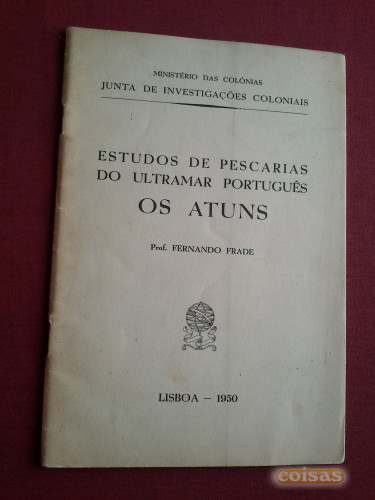 MINISTÉRIO DAS COLÓNIAS
JUNTA DE INVESTIGAÇÕES COLONIAIS
ESTUDOS DE PESCARIAS
DO ULTRAMAR PORTUGUÊS
OS ATUNS
Prof. FERNANDO FRADE
LISBOA – 1950
coisas